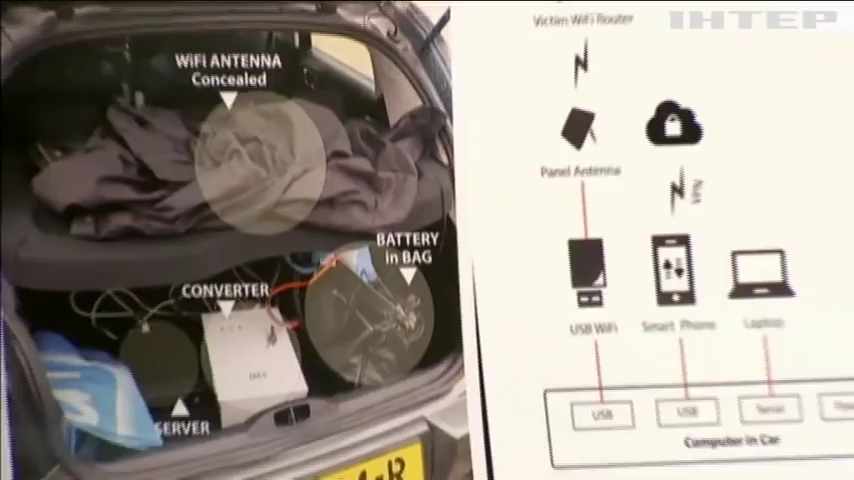 ІНТЕР
WiFi ANTENNA
Concealed
BATTERY
in BAG
CONVERTER
SERVER
Victim WiFi Router
Panel Antenna
VPN
USB WiFi
Smart Phone
Laptop
USB
USB
Serial
Computer in Car